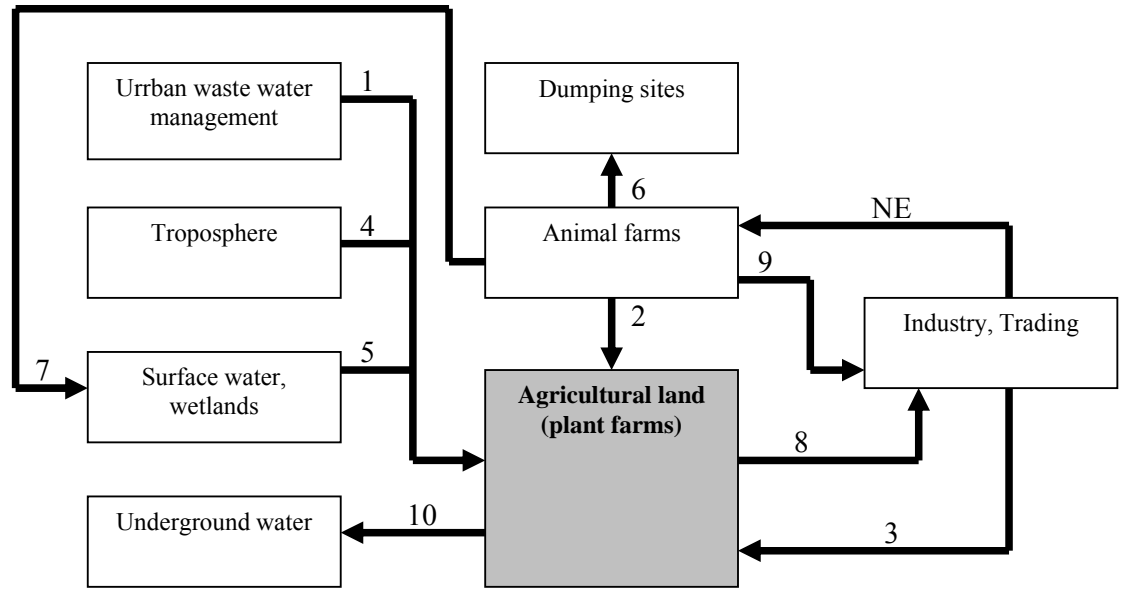 Urrban waste water
management
1
Dumping sites
6
Troposphere
4
Animal farms
NE
9
2
Industry, Trading
7
Surface water,
wetlands
5
Agricultural land
(plant farms)
8
Underground water
10
3